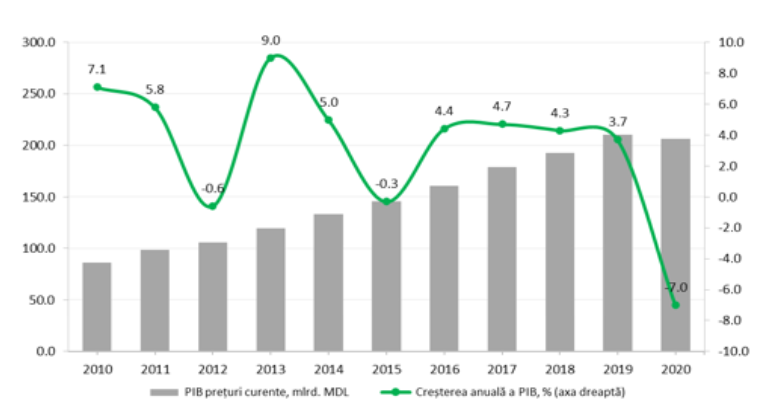 9.0
300.0 10.0
7.1 8.0
250.0 5.8 5.0 6.0
200.0 4.4 4.7 4.3 3.7 4.0
2.0
150.0 -0.6 -0.3 0.0
100.0 -2.0
-4.0
50.0 -7.0 -6.0
-8.0
0.0 -10.0
2010 2011 2012 2013 2014 2015 2016 2017 2018 2019 2020
PIB prețuri curente, mlrd. MDL Creșterea anuală a PIB, % (axa dreaptă)